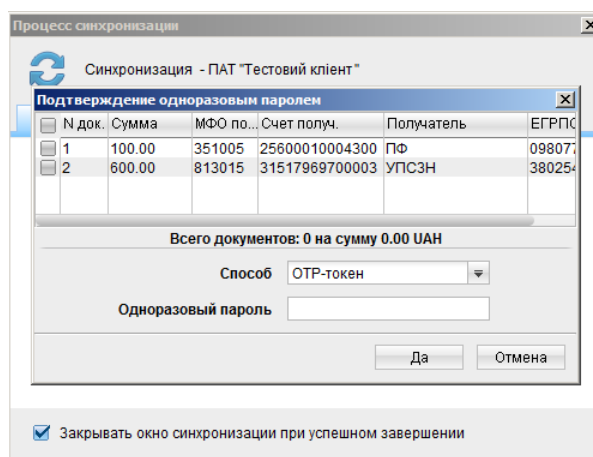 Процесс синхронизации
Синхронизация - ПАТ "Тестовий клієнт"
Подтверждение одноразовым паролем
N док. Сумма МФО по... Счет получ. Получатель ЕГРПО
1 100.00 351005 25600010004300 ПФ 098077
2 600.00 813015 31517969700003 УПСЗН 380254
Всего документов: 0 на сумму 0.00 UAH
Способ ОТР-токен
Одноразовый пароль
Да Отмена
Закрывать окно синхронизации при успешном завершении